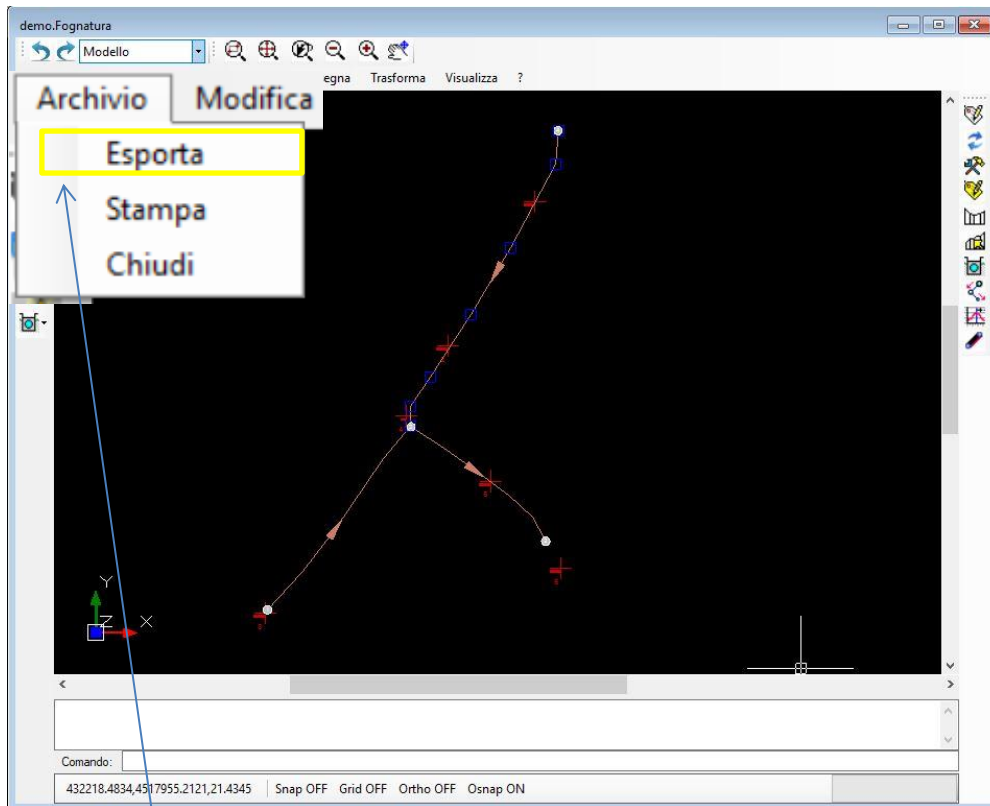 demo.Fognatura
Modello
egna Trasforma Visualizza ?
Archivio Modifica
Esporta
Stampa
Chiudi
Y
Z X
Comando:
432218.4834,4517955.2121,21.4345 Snap OFF Grid OFF Ortho OFF Osnap ON